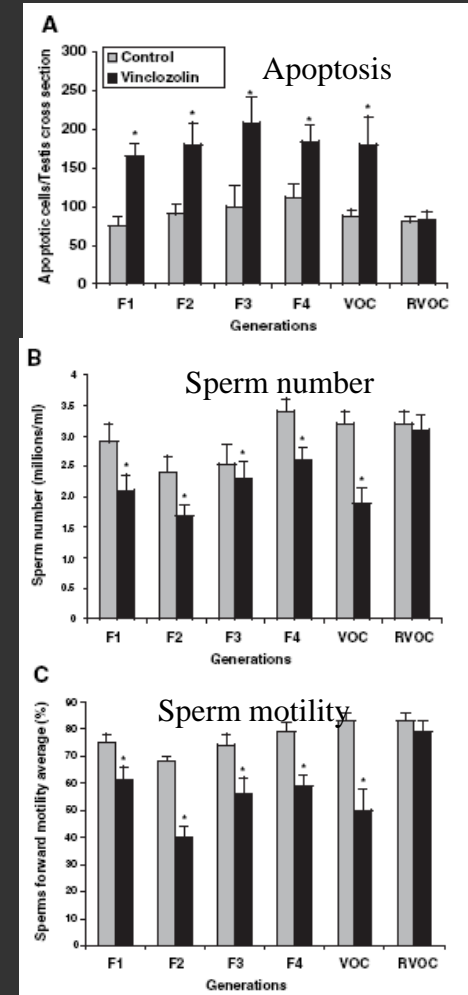 A
Control
Vinclozolin
Apoptosis
Apoptotic cells/Testis cross section
300
250
200
150
100
50
0
* * * * *
F1 F2 F3 F4 VOC RVOC
Generations
B
Sperm number
Sperm number (millions/ml)
4
3.5
3.0
2.5
2.0
1.5
1.0
0.5
0
* * * * *
F1 F2 F3 F4 VOC RVOC
Generations
C
Sperm motility
Sperms forward motility average (%)
90
80
70
60
50
40
30
20
10
0
* * * * *
F1 F2 F3 F4 VOC RVOC
Generations